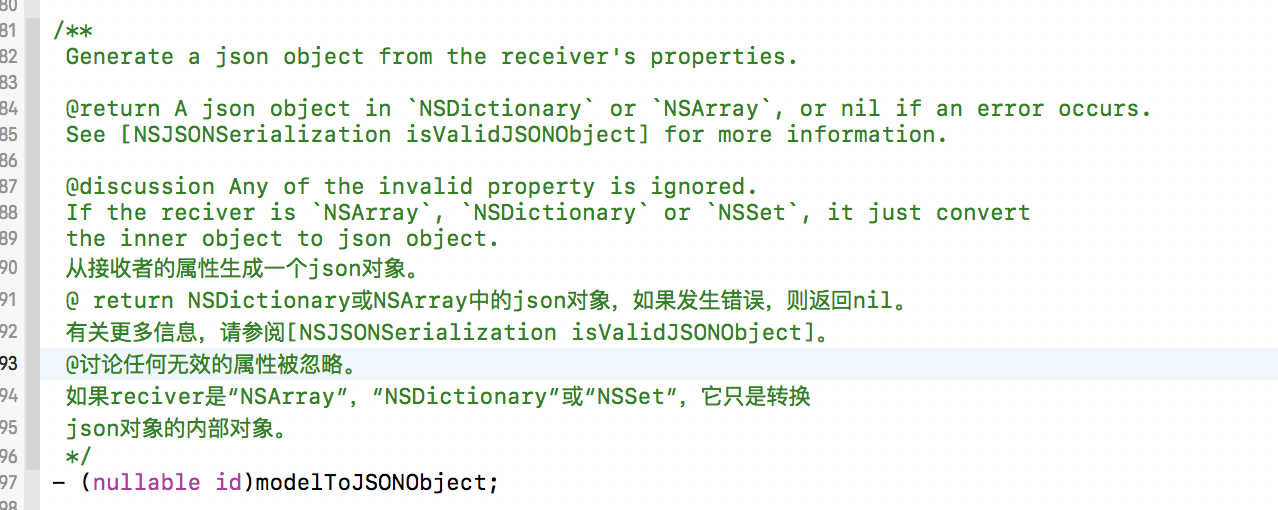 80
81 /**
82 Generate a json object from the receiver's properties.
83
84 @return A json object in `NSDictionary` or `NSArray`, or nil if an error occurs.
85 See [NSJSONSerialization isValidJSONObject] for more information.
86
87 @discussion Any of the invalid property is ignored.
88 If the reciver is `NSArray`, `NSDictionary` or `NSSet`, it just convert
89 the inner object to json object.
90 从接收者的属性生成一个json对象。
91 @ return NSDictionary或NSArray中的json对象，如果发生错误，则返回nil。
92 有关更多信息，请参阅[NSJSONSerialization isValidJSONObject]。
93 @讨论任何无效的属性被忽略。
94 如果reciver是“NSArray”，“NSDictionary”或“NSSet”，它只是转换
95 json对象的内部对象。
96 */
97 - (nullable id)modelToJSONObject;
98